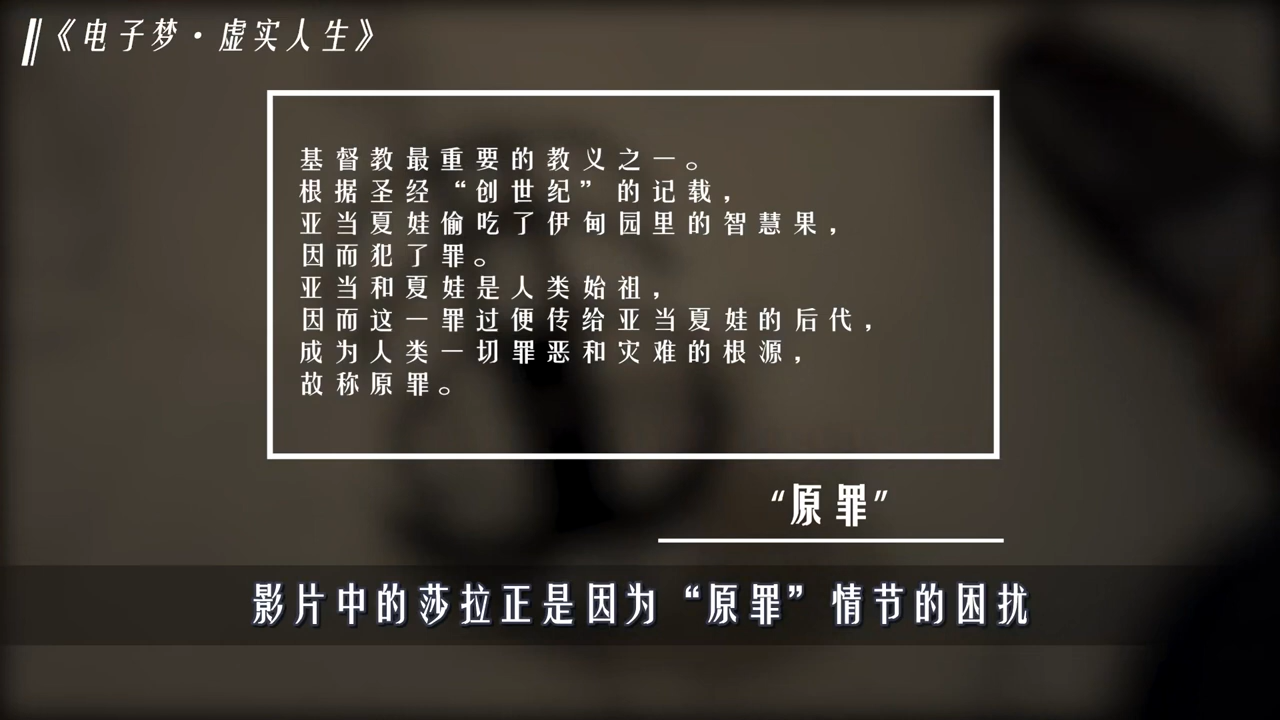 《电子梦·虚实人生》
基督教最重要的教义之一。
根据圣经“创世纪”的记载，
亚当夏娃偷吃了伊甸园里的智慧果，
因而犯了罪。
亚当和夏娃是人类始祖，
因而这一罪过便传给亚当夏娃的后代，
成为人类一切罪恶和灾难的根源，
故称原罪。
“原罪”
影片中的莎拉正是因为“原罪”情节的困扰